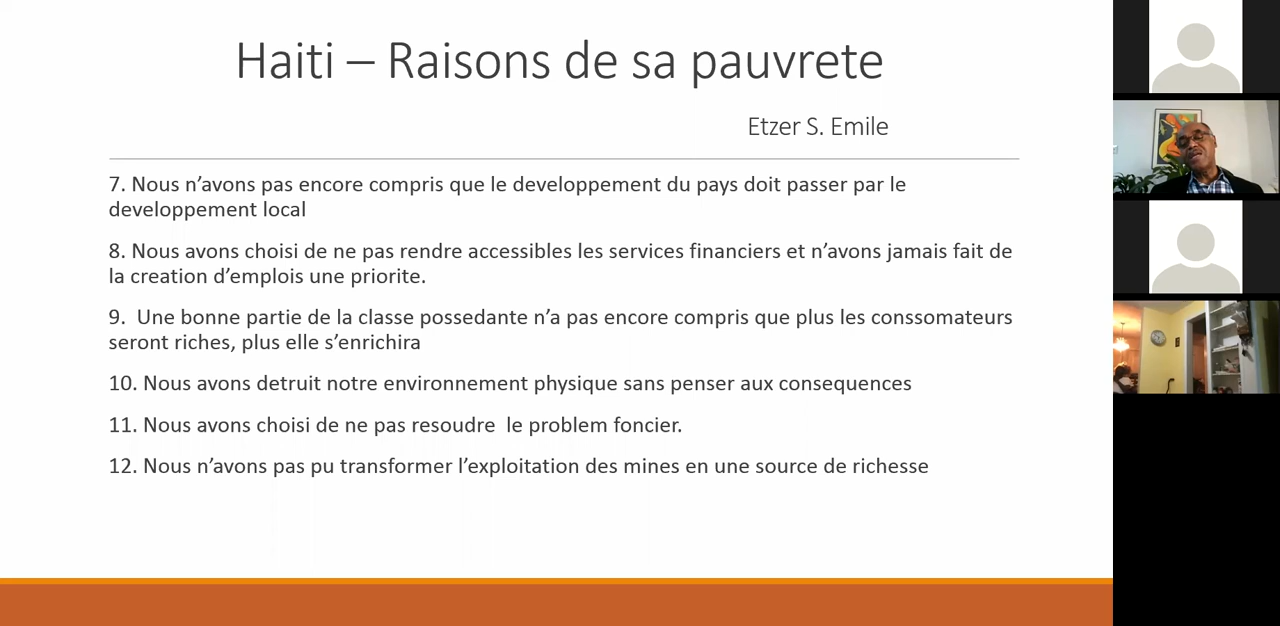 Haiti – Raisons de sa pauvrete
Etzer S. Emile
7. Nous n’avons pas encore compris que le developpement du pays doit passer par le
developpement local
8. Nous avons choisi de ne pas rendre accessibles les services financiers et n’avons jamais fait de
la creation d’emplois une priorite.
9.  Une bonne partie de la classe possedante n’a pas encore compris que plus les conssomateurs
seront riches, plus elle s’enrichira
10. Nous avons detruit notre environnement physique sans penser aux consequences
11. Nous avons choisi de ne pas resoudre  le problem foncier.
12. Nous n’avons pas pu transformer l’exploitation des mines en une source de richesse